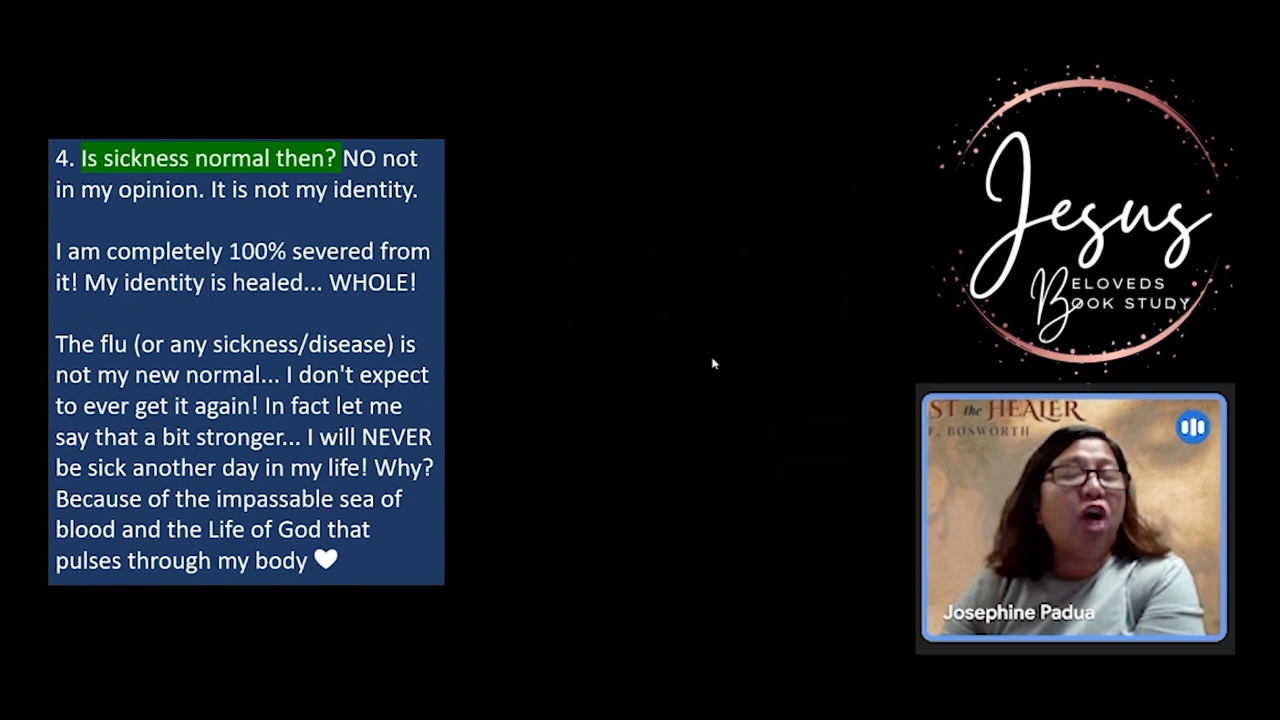 4. Is sickness normal then? NO not
in my opinion. It is not my identity.
I am completely 100% severed from
it! My identity is healed... WHOLE!
The flu (or any sickness/disease) is
not my new normal... I don't expect
to ever get it again! In fact let me
say that a bit stronger... I will NEVER
be sick another day in my life! Why?
Because of the impassable sea of
blood and the Life of God that
pulses through my body
Jesus
BELOVEDS
BOOK STUDY
ST the HEALER
F. BOSWORTH
Josephine Padua